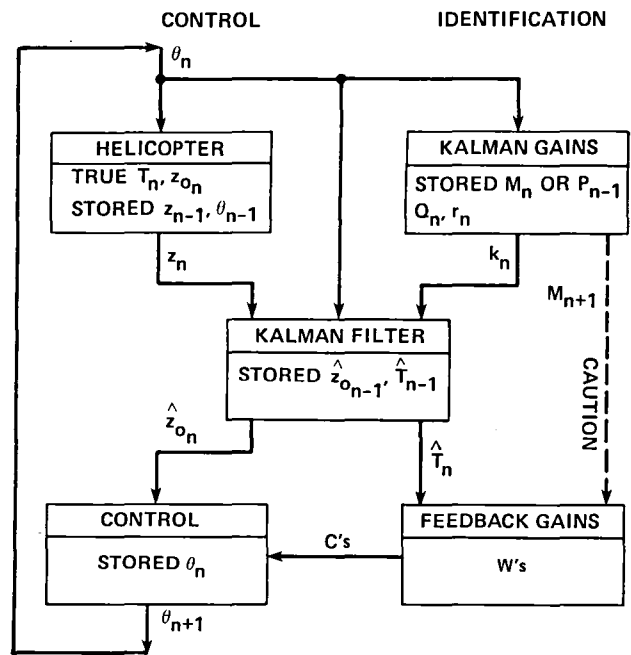 CONTROL
IDENTIFICATION
θn
HELICOPTER
TRUE Tn, zon
STORED zn−1, θn−1
KALMAN GAINS
STORED Mn OR Pn−1
Qn, rn
zn
kn
Mn+1
KALMAN FILTER
STORED ẑon−1, T̂n−1
CAUTION
ẑon
T̂n
CONTROL
STORED θn
C's
FEEDBACK GAINS
W's
θn+1